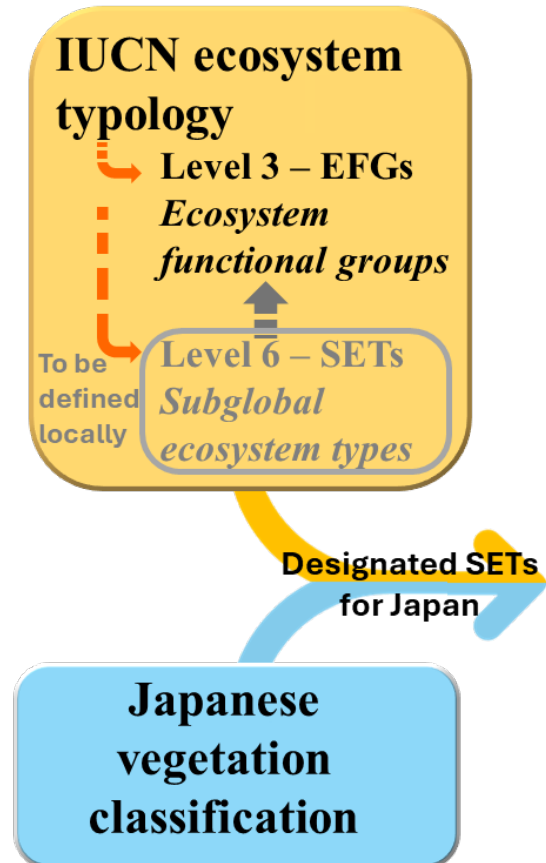 IUCN ecosystem
typology
Level 3 – EFGs
Ecosystem
functional groups
Level 6 – SETs
Subglobal
ecosystem types
To be
defined
locally
Designated SETs
for Japan
Japanese
vegetation
classification